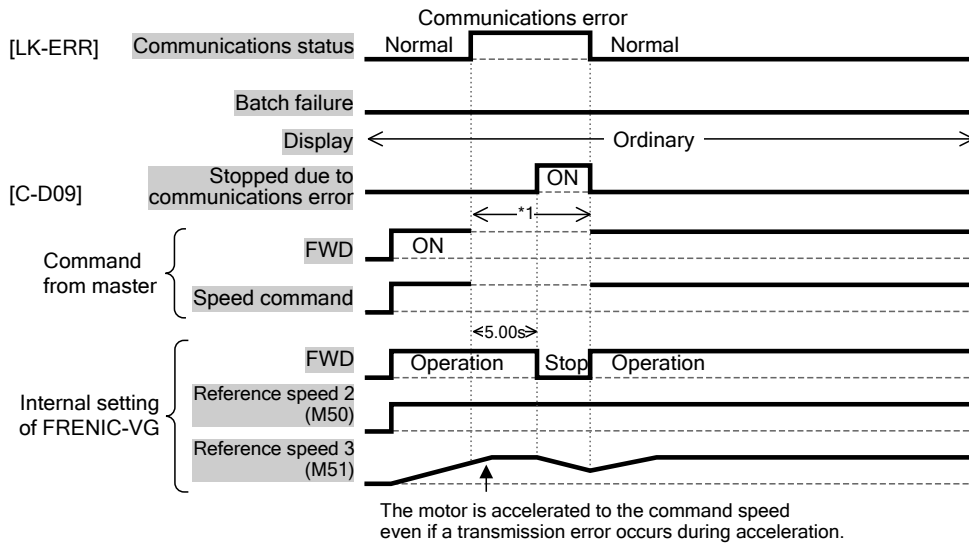 Communications error
[LK-ERR] Communications status Normal Normal
Batch failure
Display Ordinary
Stopped due to
communications error
[C-D09] ON
*1
Command
from master
FWD ON
Speed command
5.00s
FWD Operation Stop Operation
Internal setting
of FRENIC-VG
Reference speed 2
(M50)
Reference speed 3
(M51)
The motor is accelerated to the command speed
even if a transmission error occurs during acceleration.